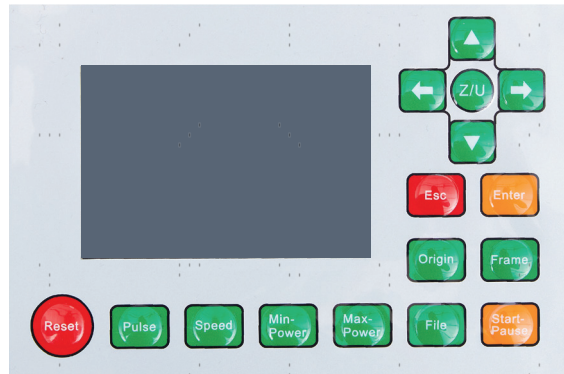 Z/U
Esc
Enter
Origin
Frame
Reset
Pulse
Speed
Min-
Power
Max-
Power
File
Start-
Pause